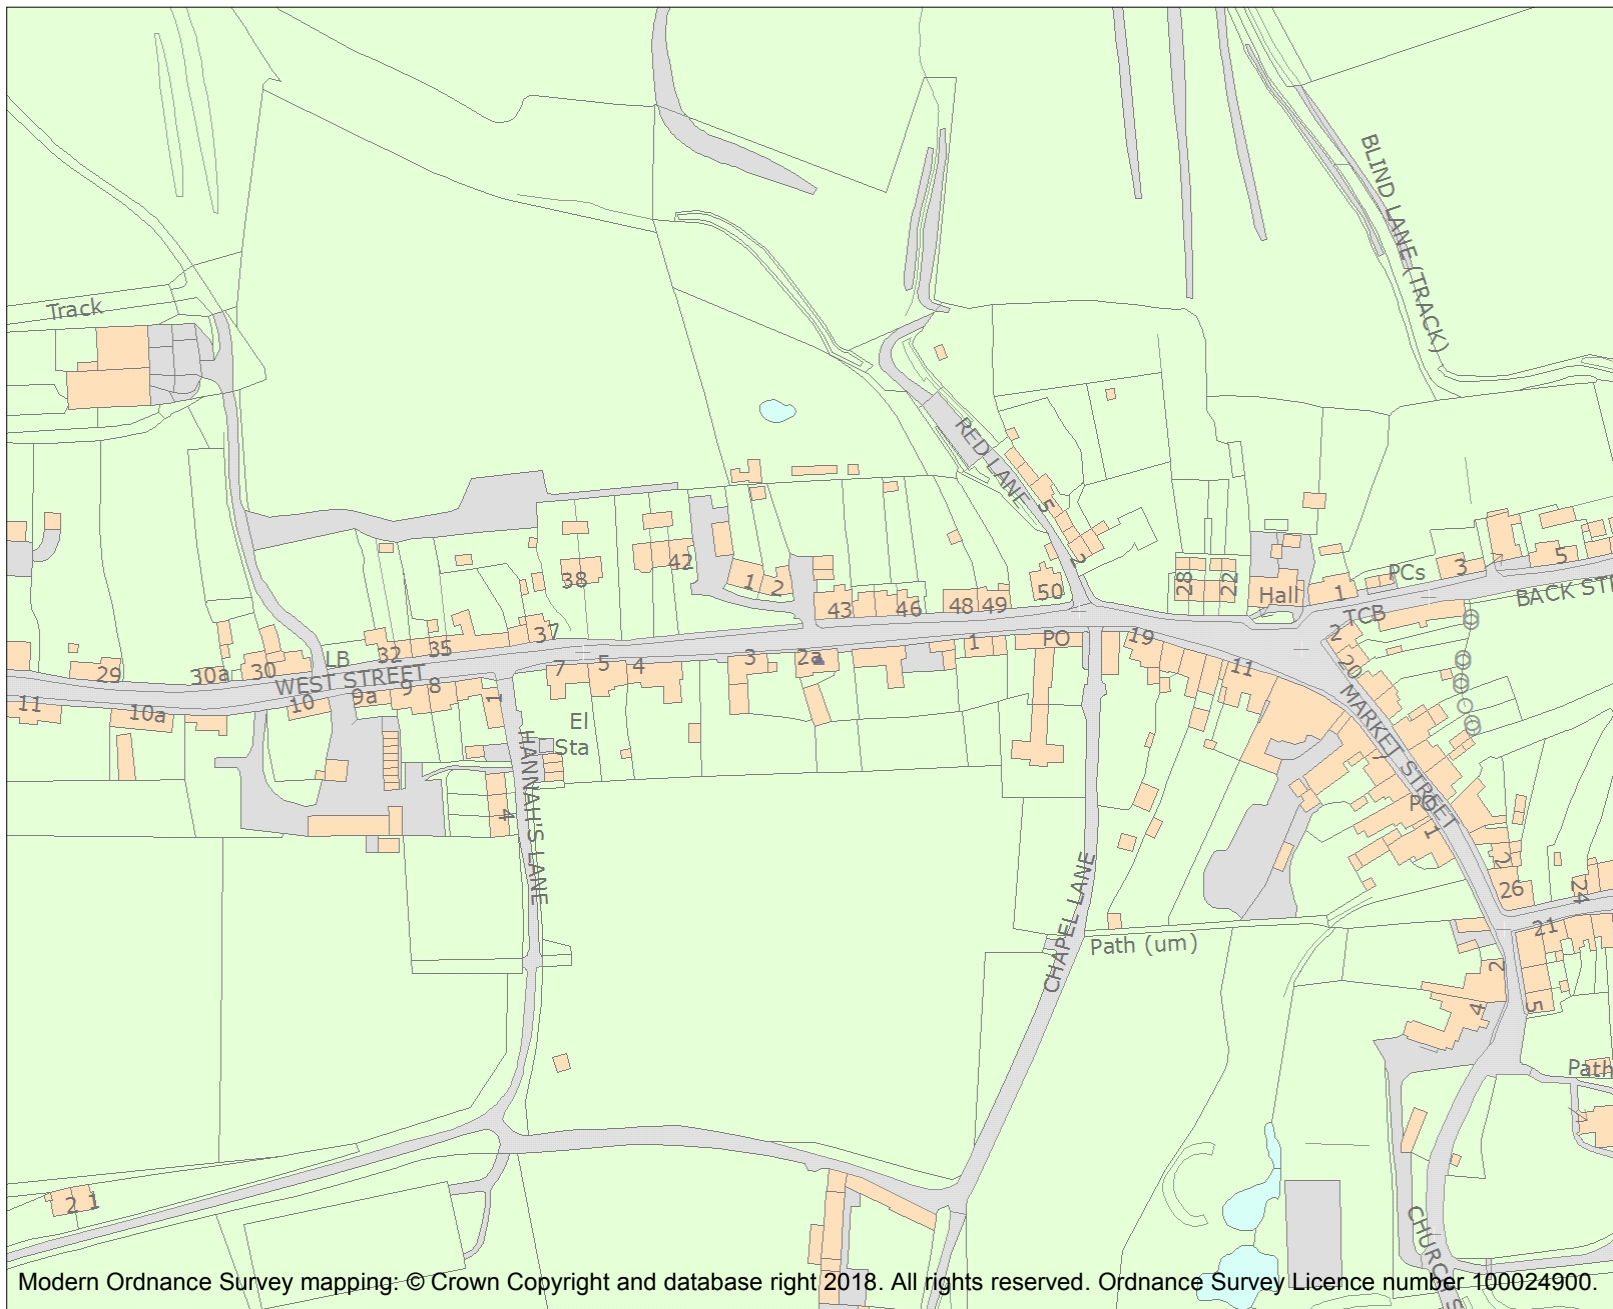 BLIND LANE (TRACK)
Track
RED LANE
5
2
42
38
1
2
43
46
48
49
50
28
22
Hall
1
PCs
3
5
TCB
2
BACK ST
37
35
32
LB
30
30a
29
WEST STREET
11
10a
10
9a
9
8
1
7
5
4
3
2a
1
PO
19
11
20
MARKET STREET
El
Sta
HANNAH'S LANE
4
PO
1
2
26
24
21
CHAPEL LANE
Path (um)
2
4
5
Path
2 1
CHURCH S
Modern Ordnance Survey mapping: © Crown Copyright and database right 2018. All rights reserved. Ordnance Survey Licence number 100024900.